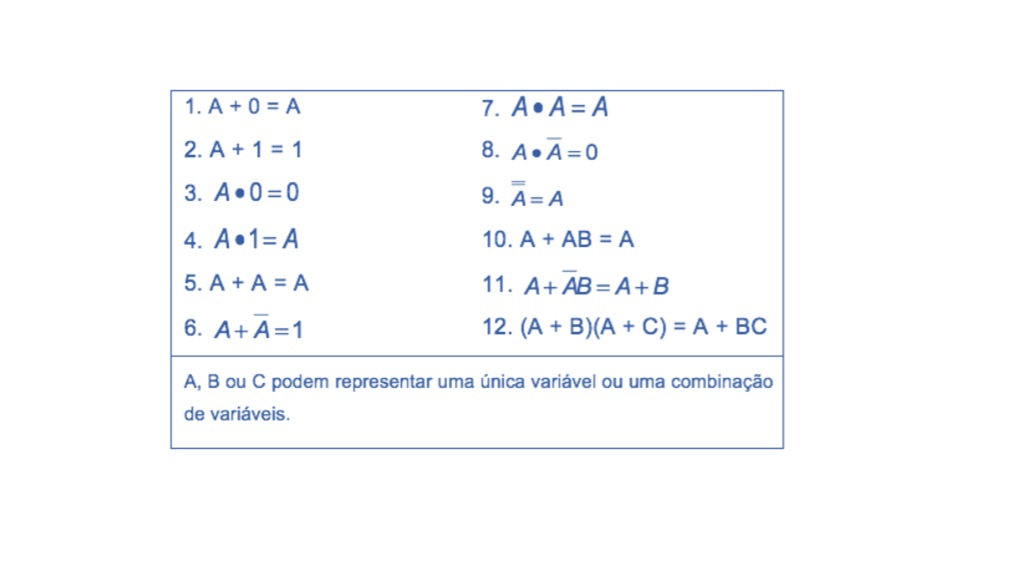 1. A + 0 = A
2. A + 1 = 1
3. A•0=0
4. A•1=A
5. A + A = A
6. A+A̅=1
7. A•A=A
8. A•A̅=0
9. A̿=A
10. A + AB = A
11. A+A̅B=A+B
12. (A + B)(A + C) = A + BC
A, B ou C podem representar uma única variável ou uma combinação
de variáveis.